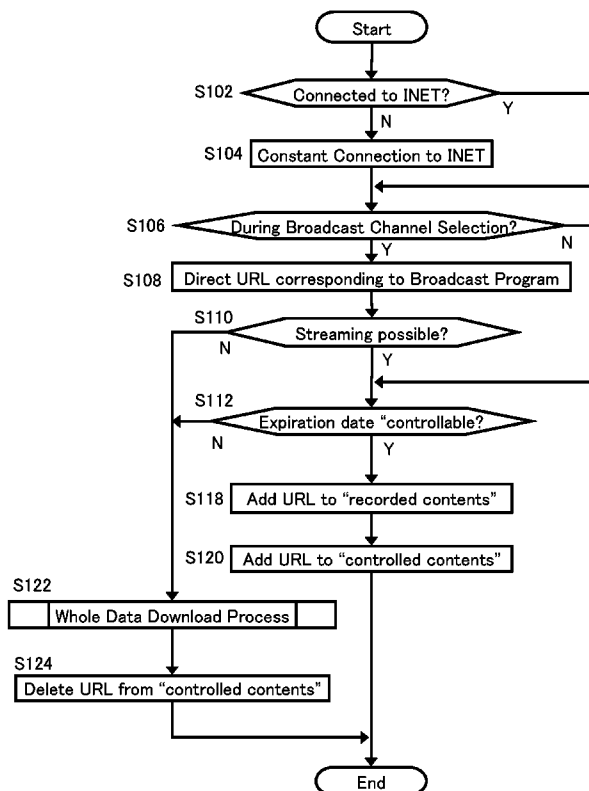 Start
S102
Connected to INET?
Y
N
S104
Constant Connection to INET
S106
During Broadcast Channel Selection?
N
Y
S108
Direct URL corresponding to Broadcast Program
S110
Streaming possible?
N
Y
S112
Expiration date “controllable?
N
Y
S118
Add URL to “recorded contents”
S120
Add URL to “controlled contents”
S122
Whole Data Download Process
S124
Delete URL from “controlled contents”
End